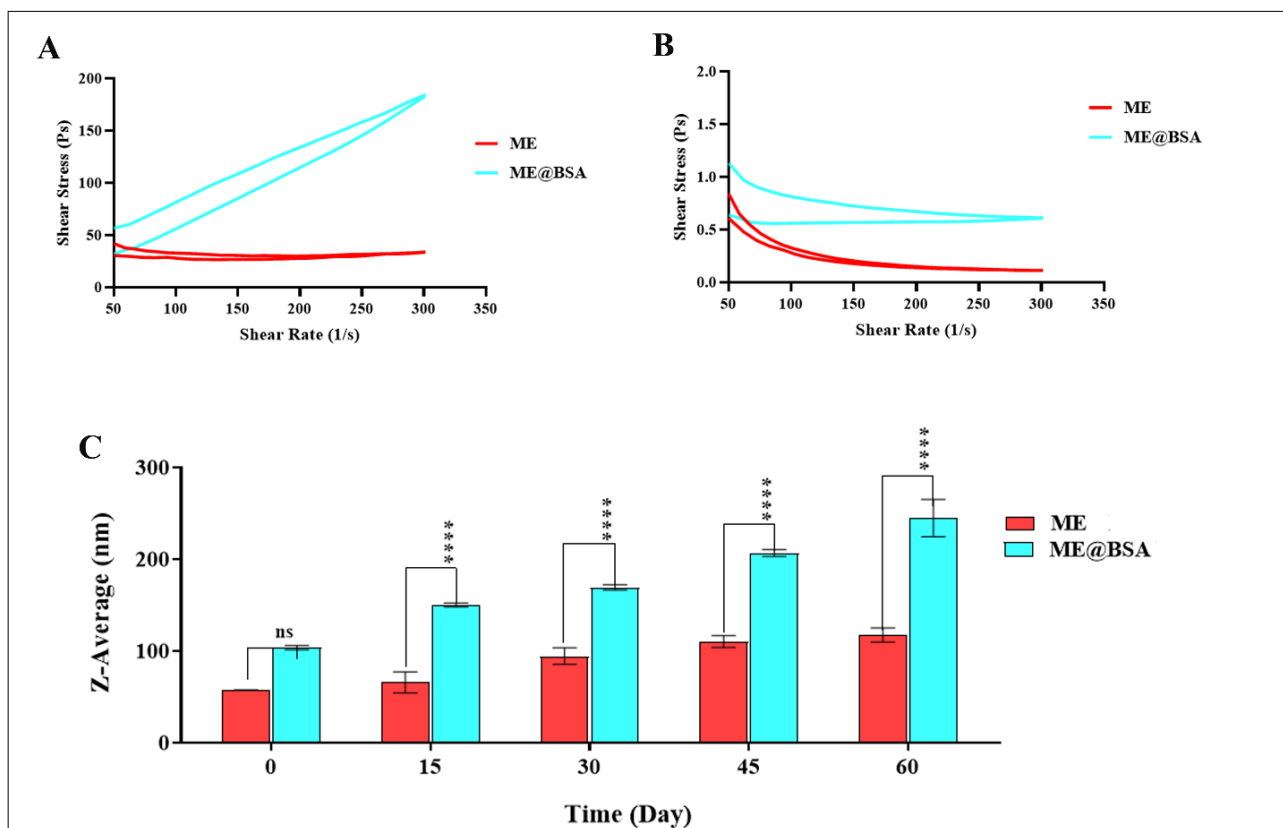 A
Shear Stress (Ps)
200
150
100
50
0
50 100 150 200 250 300 350
Shear Rate (1/s)
ME
ME@BSA
B
Shear Stress (Ps)
2.0
1.5
1.0
0.5
0.0
50 100 150 200 250 300 350
Shear Rate (1/s)
ME
ME@BSA
C
Z-Average (nm)
300
200
100
0
ns
****
****
****
****
0 15 30 45 60
Time (Day)
ME
ME@BSA